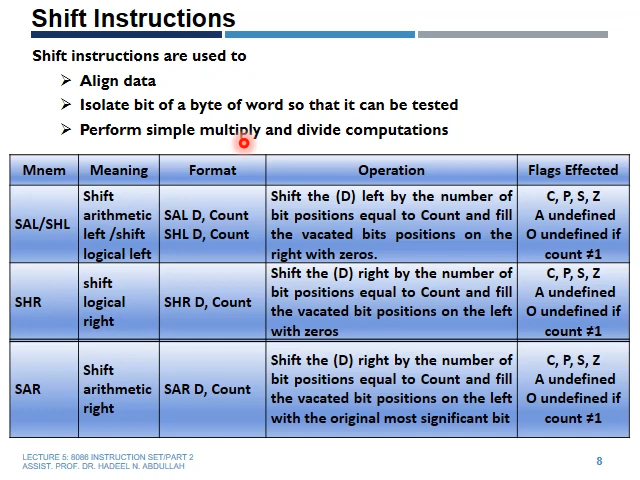 Shift Instructions
Shift instructions are used to
➢ Align data
➢ Isolate bit of a byte of word so that it can be tested
➢ Perform simple multiply and divide computations
Mnem Meaning Format Operation Flags Effected
SAL/SHL
Shift
arithmetic
left /shift
logical left
SAL D, Count
SHL D, Count
Shift the (D) left by the number of
bit positions equal to Count and fill
the vacated bits positions on the
right with zeros.
C, P, S, Z
A undefined
O undefined if
count ≠1
SHR
shift
logical
right
SHR D, Count
Shift the (D) right by the number of
bit positions equal to Count and fill
the vacated bit positions on the left
with zeros
C, P, S, Z
A undefined
O undefined if
count ≠1
SAR
Shift
arithmetic
right
SAR D, Count
Shift the (D) right by the number of
bit positions equal to Count and fill
the vacated bit positions on the left
with the original most significant bit
C, P, S, Z
A undefined
O undefined if
count ≠1
LECTURE 5: 8086 INSTRUCTION SET/PART 2
ASSIST. PROF. DR. HADEEL N. ABDULLAH
8